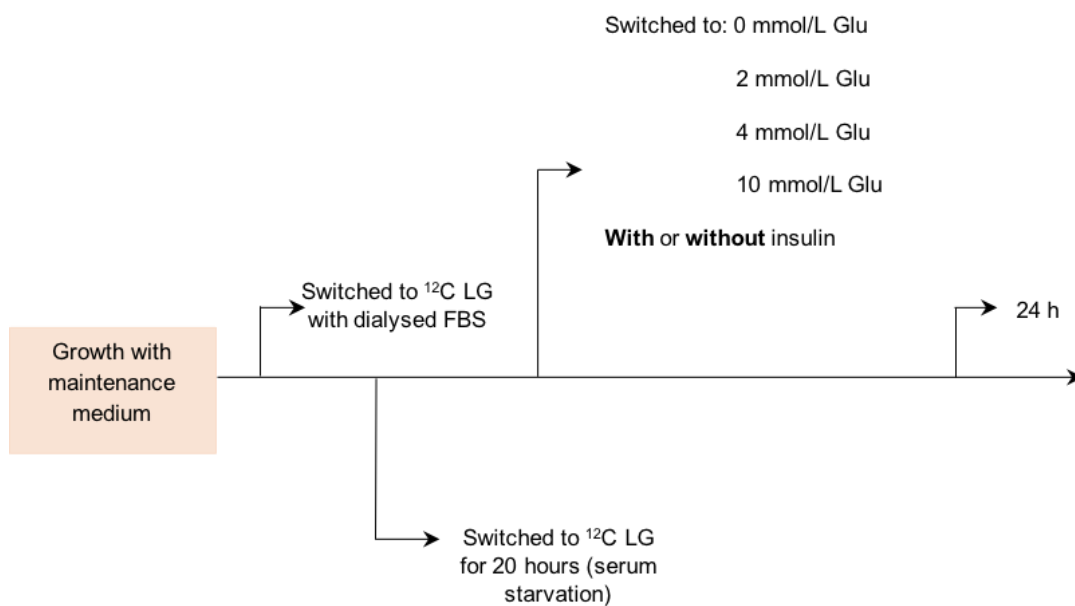 Switched to: 0 mmol/L Glu
2 mmol/L Glu
4 mmol/L Glu
10 mmol/L Glu
With or without insulin
Switched to ¹²C LG
with dialysed FBS
24 h
Growth with
maintenance
medium
Switched to ¹²C LG
for 20 hours (serum
starvation)